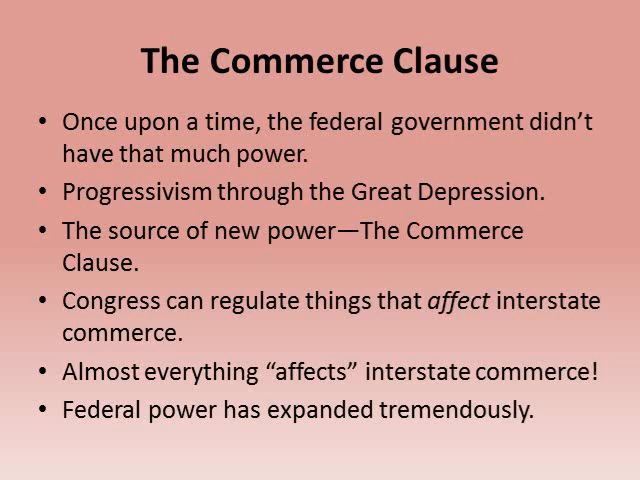 The Commerce Clause
• Once upon a time, the federal government didn’t
have that much power.
• Progressivism through the Great Depression.
• The source of new power—The Commerce
Clause.
• Congress can regulate things that affect interstate
commerce.
• Almost everything “affects” interstate commerce!
• Federal power has expanded tremendously.